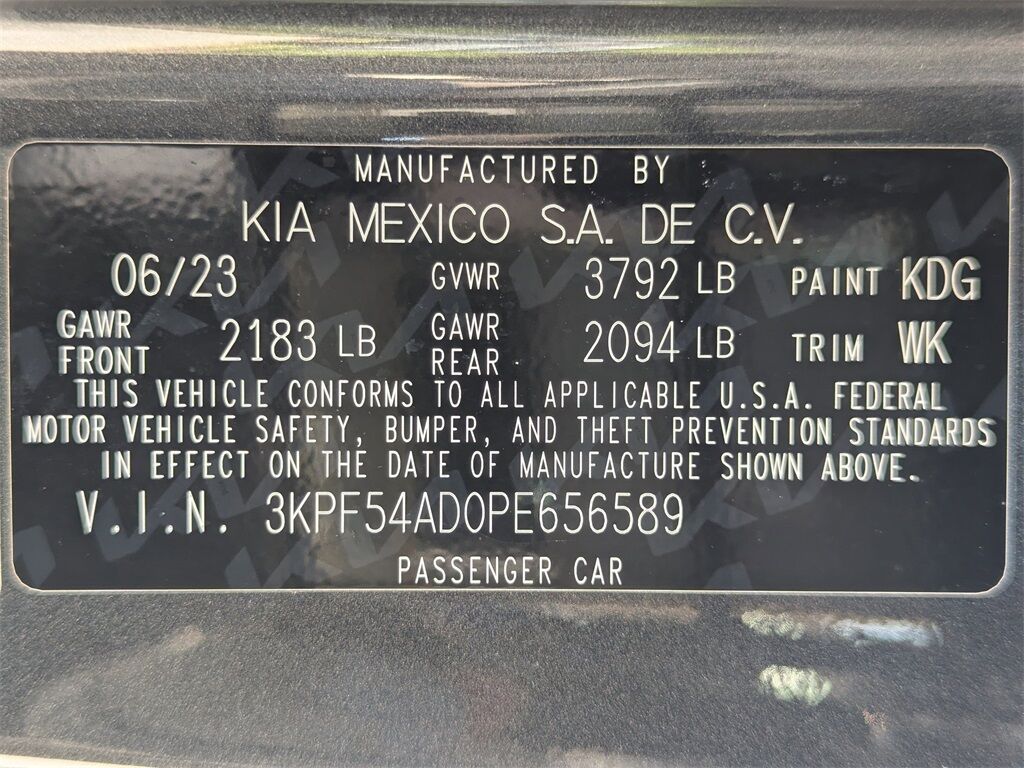 MANUFACTURED BY
KIA MEXICO S.A. DE C.V.
06/23 GVWR 3792 LB PAINT KDG
GAWR FRONT 2183 LB GAWR REAR 2094 LB TRIM WK
THIS VEHICLE CONFORMS TO ALL APPLICABLE U.S.A. FEDERAL
MOTOR VEHICLE SAFETY, BUMPER, AND THEFT PREVENTION STANDARDS
IN EFFECT ON THE DATE OF MANUFACTURE SHOWN ABOVE.
V.I.N. 3KPF54AD0PE656589
PASSENGER CAR